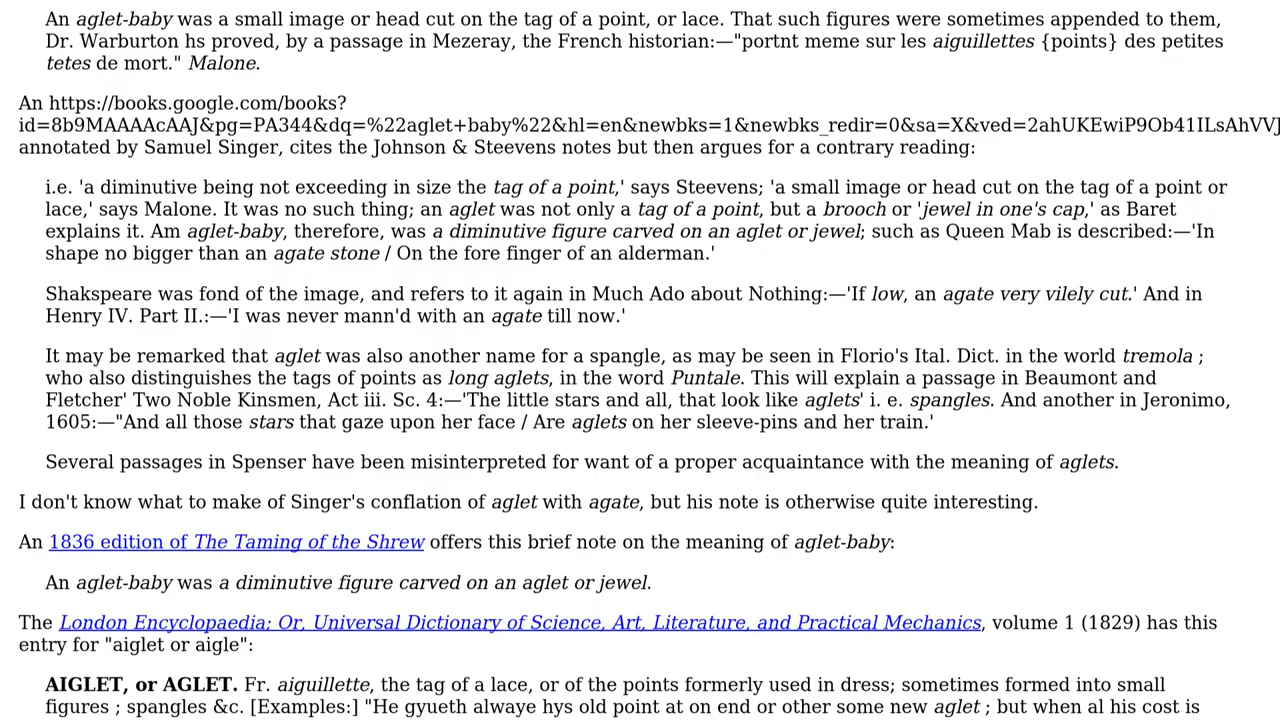 An aglet-baby was a small image or head cut on the tag of a point, or lace. That such figures were sometimes appended to them,
Dr. Warburton hs proved, by a passage in Mezeray, the French historian:—"portnt meme sur les aiguillettes {points} des petites
tetes de mort." Malone.
An https://books.google.com/books?
id=8b9MAAAAcAAJ&pg=PA344&dq=%22aglet+baby%22&hl=en&newbks=1&newbks_redir=0&sa=X&ved=2ahUKEwiP9Ob41ILsAhVVJ
annotated by Samuel Singer, cites the Johnson & Steevens notes but then argues for a contrary reading:
i.e. 'a diminutive being not exceeding in size the tag of a point,' says Steevens; 'a small image or head cut on the tag of a point or
lace,' says Malone. It was no such thing; an aglet was not only a tag of a point, but a brooch or 'jewel in one's cap,' as Baret
explains it. Am aglet-baby, therefore, was a diminutive figure carved on an aglet or jewel; such as Queen Mab is described:—'In
shape no bigger than an agate stone / On the fore finger of an alderman.'
Shakspeare was fond of the image, and refers to it again in Much Ado about Nothing:—'If low, an agate very vilely cut.' And in
Henry IV. Part II.:—'I was never mann'd with an agate till now.'
It may be remarked that aglet was also another name for a spangle, as may be seen in Florio's Ital. Dict. in the world tremola ;
who also distinguishes the tags of points as long aglets, in the word Puntale. This will explain a passage in Beaumont and
Fletcher' Two Noble Kinsmen, Act iii. Sc. 4:—'The little stars and all, that look like aglets' i. e. spangles. And another in Jeronimo,
1605:—"And all those stars that gaze upon her face / Are aglets on her sleeve-pins and her train.'
Several passages in Spenser have been misinterpreted for want of a proper acquaintance with the meaning of aglets.
I don't know what to make of Singer's conflation of aglet with agate, but his note is otherwise quite interesting.
An 1836 edition of The Taming of the Shrew offers this brief note on the meaning of aglet-baby:
An aglet-baby was a diminutive figure carved on an aglet or jewel.
The London Encyclopaedia; Or, Universal Dictionary of Science, Art, Literature, and Practical Mechanics, volume 1 (1829) has this
entry for "aiglet or aigle":
AIGLET, or AGLET. Fr. aiguillette, the tag of a lace, or of the points formerly used in dress; sometimes formed into small
figures ; spangles &c. [Examples:] "He gyueth alwaye hys old point at on end or other some new aglet ; but when al his cost is